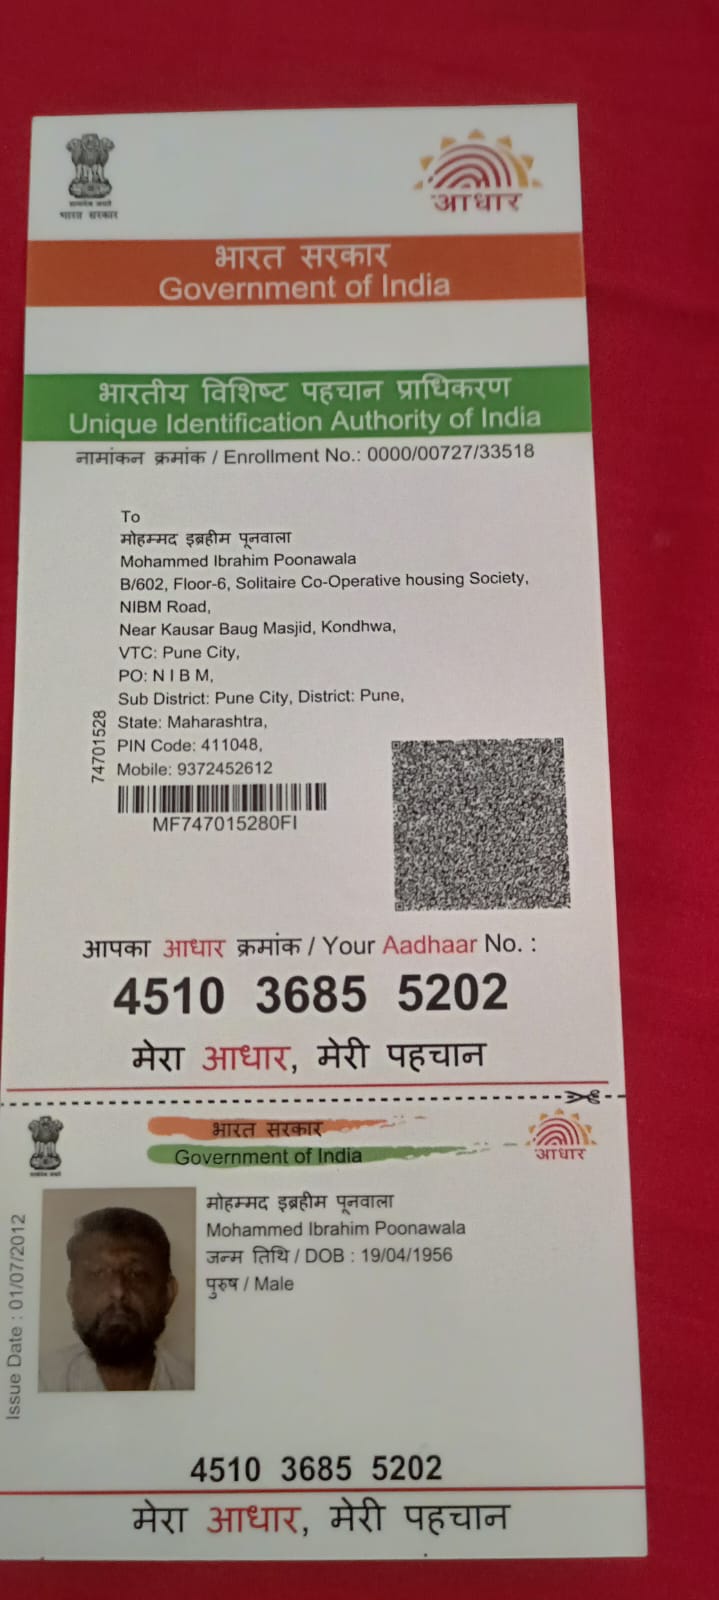 भारत सरकार
आधार
भारत सरकार
Government of India
भारतीय विशिष्ट पहचान प्राधिकरण
Unique Identification Authority of India
नामांकन क्रमांक / Enrollment No.: 0000/00727/33518
To
मोहम्मद इब्रहीम पूनवाला
Mohammed Ibrahim Poonawala
B/602, Floor-6, Solitaire Co-Operative housing Society,
NIBM Road,
Near Kausar Baug Masjid, Kondhwa,
VTC: Pune City,
PO: N I B M,
Sub District: Pune City, District: Pune,
State: Maharashtra,
PIN Code: 411048,
Mobile: 9372452612
74701528
MF747015280FI
आपका आधार क्रमांक / Your Aadhaar No. :
4510 3685 5202
मेरा आधार, मेरी पहचान
भारत सरकार
Government of India
आधार
मोहम्मद इब्रहीम पूनवाला
Mohammed Ibrahim Poonawala
जन्म तिथि / DOB : 19/04/1956
पुरुष / Male
Issue Date : 01/07/2012
4510 3685 5202
मेरा आधार, मेरी पहचान